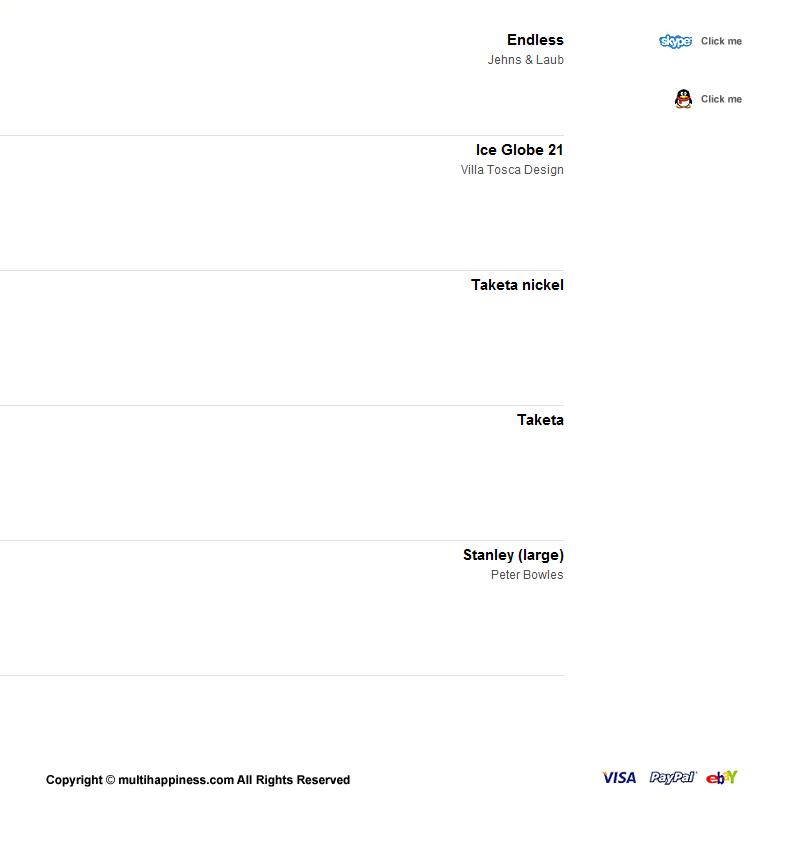 Endless
Jehns & Laub
skype Click me
Click me
Ice Globe 21
Villa Tosca Design
Taketa nickel
Taketa
Stanley (large)
Peter Bowles
Copyright © multihappiness.com All Rights Reserved
VISA PayPal ebaY